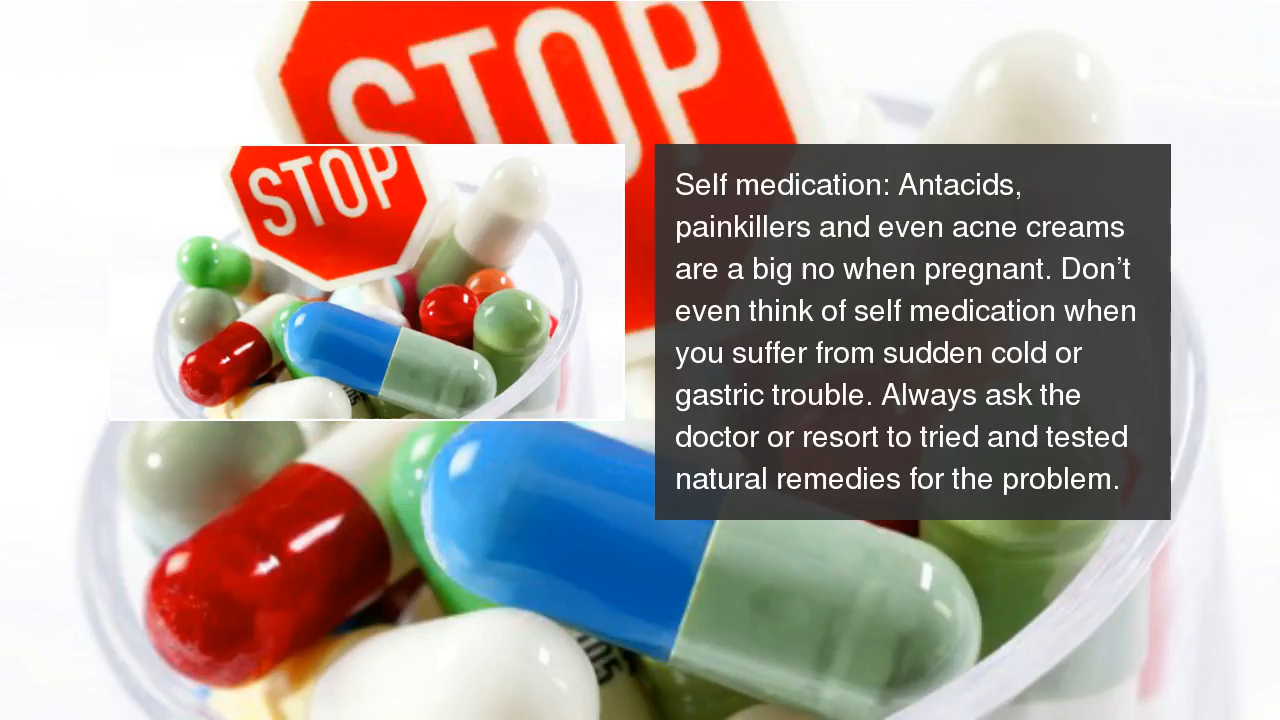 STOP
STOP
Self medication: Antacids,
painkillers and even acne creams
are a big no when pregnant. Don’t
even think of self medication when
you suffer from sudden cold or
gastric trouble. Always ask the
doctor or resort to tried and tested
natural remedies for the problem.
105